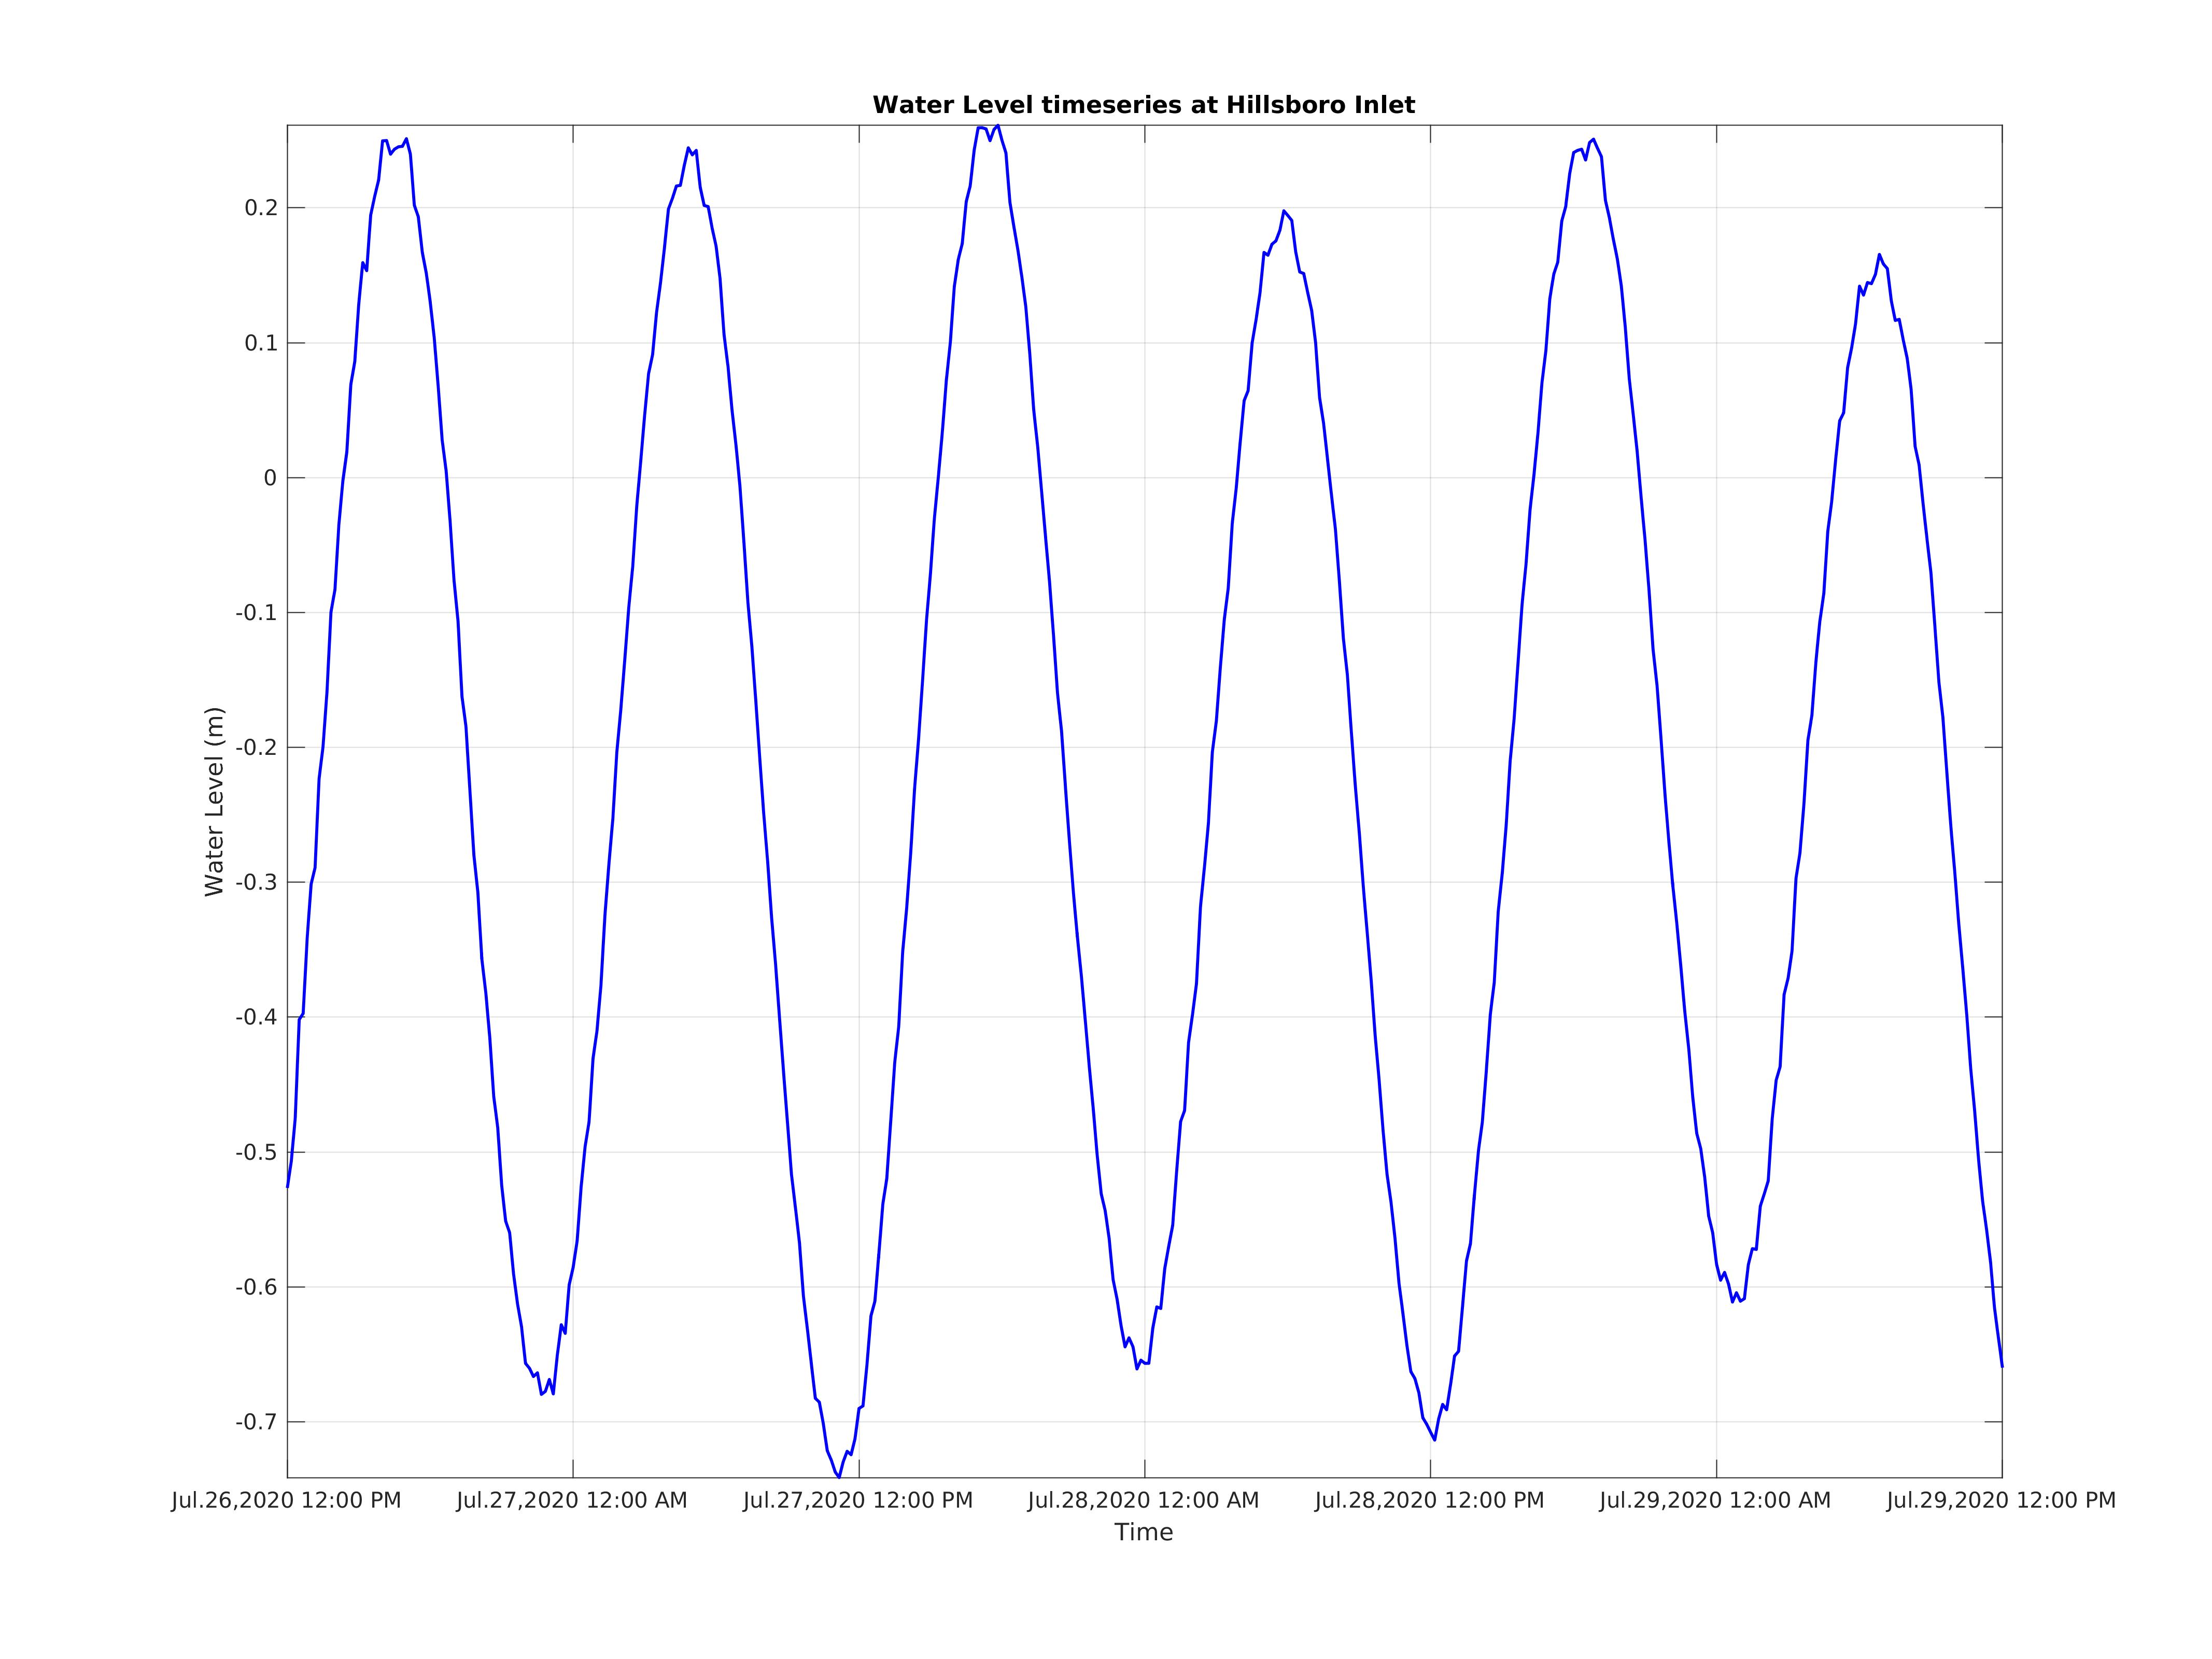 Water Level timeseries at Hillsboro Inlet
0.2
0.1
0
-0.1
-0.2
-0.3
-0.4
-0.5
-0.6
-0.7
Water Level (m)
Jul.26,2020 12:00 PM
Jul.27,2020 12:00 AM
Jul.27,2020 12:00 PM
Jul.28,2020 12:00 AM
Jul.28,2020 12:00 PM
Jul.29,2020 12:00 AM
Jul.29,2020 12:00 PM
Time